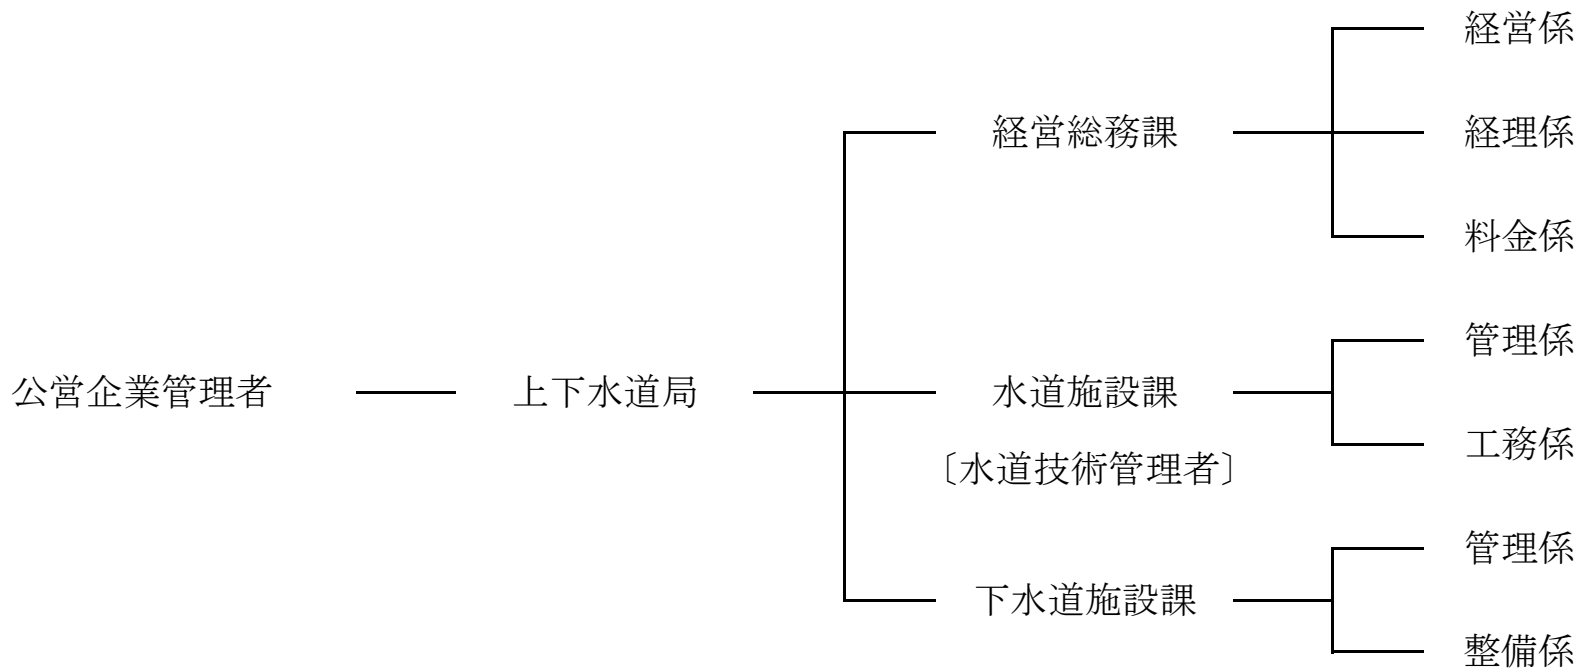 公営企業管理者
上下水道局
経営総務課
経営係
経理係
料金係
水道施設課
〔水道技術管理者〕
管理係
工務係
下水道施設課
管理係
整備係